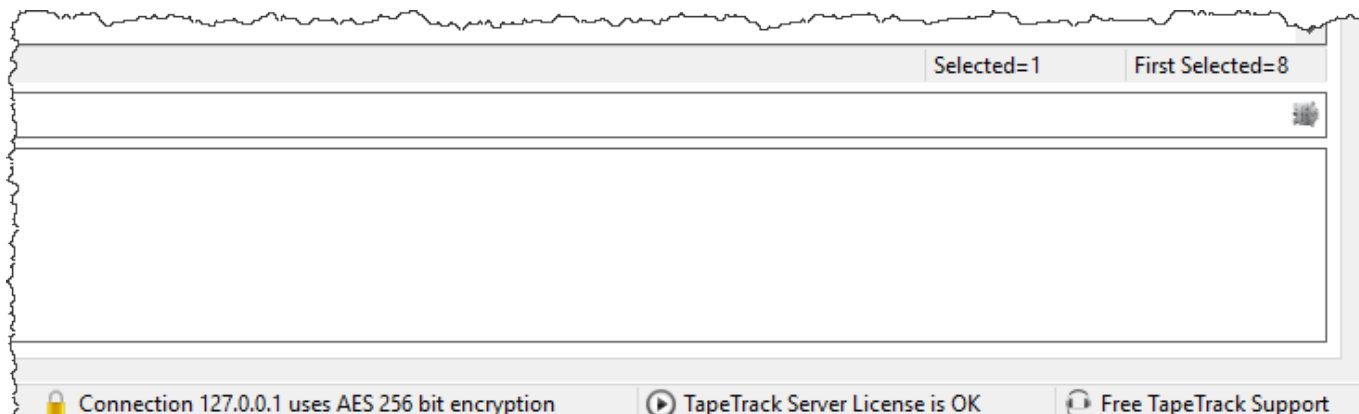 Selected=1 First Selected=8
Connection 127.0.0.1 uses AES 256 bit encryption TapeTrack Server License is OK Free TapeTrack Support